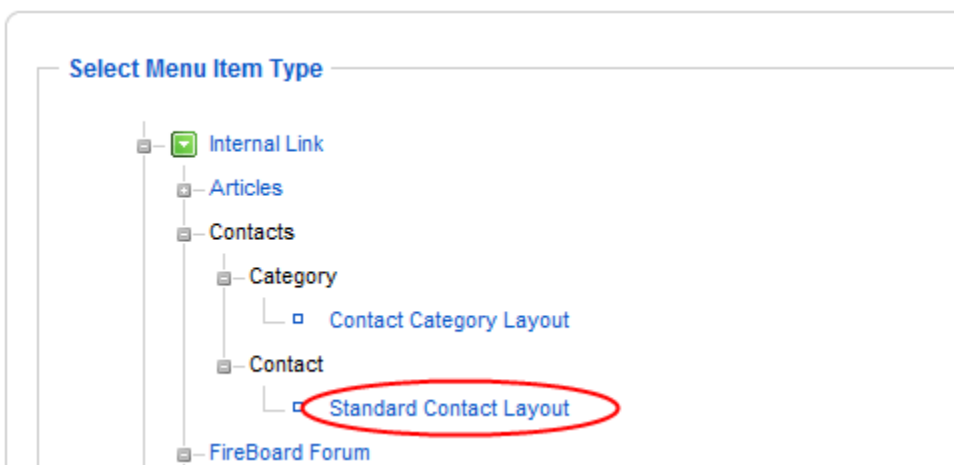 Select Menu Item Type
Internal Link
Articles
Contacts
Category
Contact Category Layout
Contact
Standard Contact Layout
FireBoard Forum